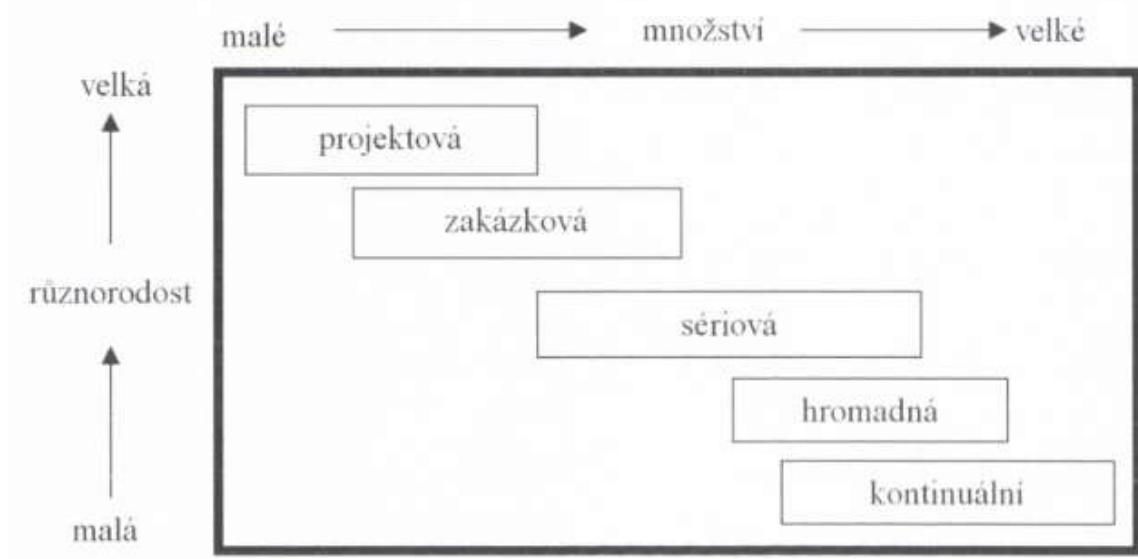 malé množství velké
velká
projektová
zakázková
různorodost
sériová
hromadná
kontinuální
malá